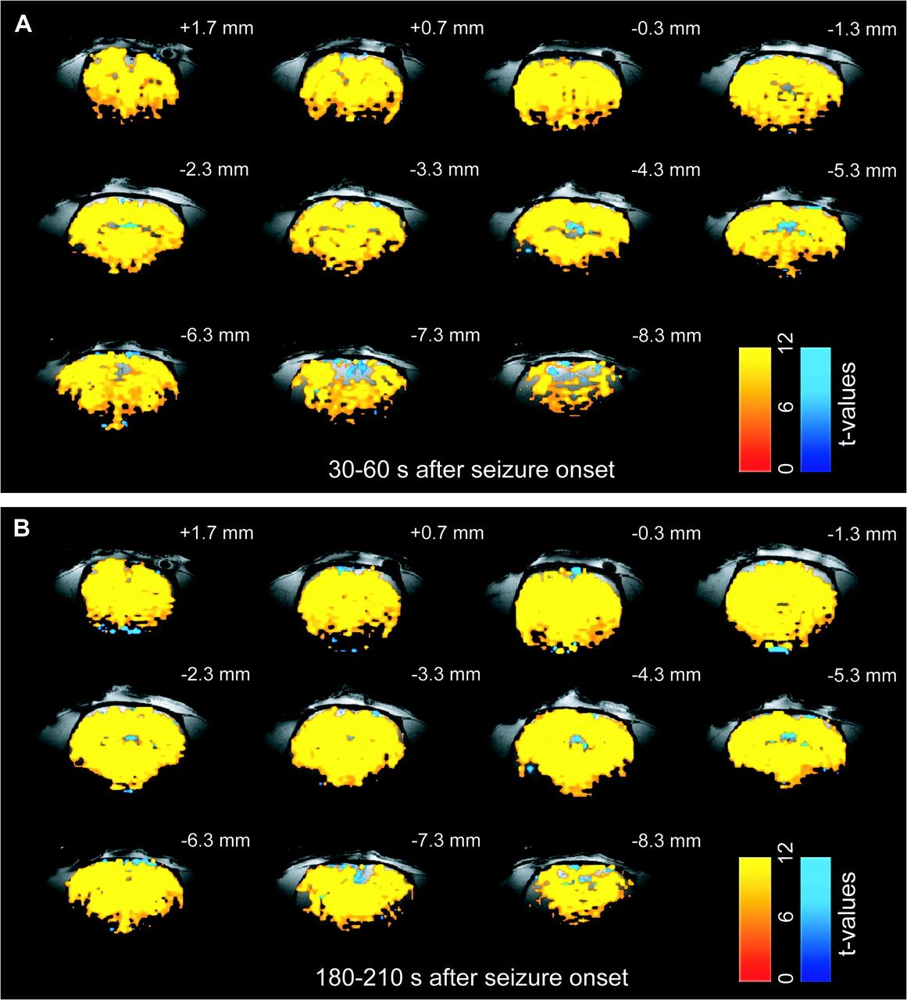 A
+1.7 mm
+0.7 mm
-0.3 mm
-1.3 mm
-2.3 mm
-3.3 mm
-4.3 mm
-5.3 mm
-6.3 mm
-7.3 mm
-8.3 mm
12
6
0
t-values
30-60 s after seizure onset
B
+1.7 mm
+0.7 mm
-0.3 mm
-1.3 mm
-2.3 mm
-3.3 mm
-4.3 mm
-5.3 mm
-6.3 mm
-7.3 mm
-8.3 mm
12
6
0
t-values
180-210 s after seizure onset